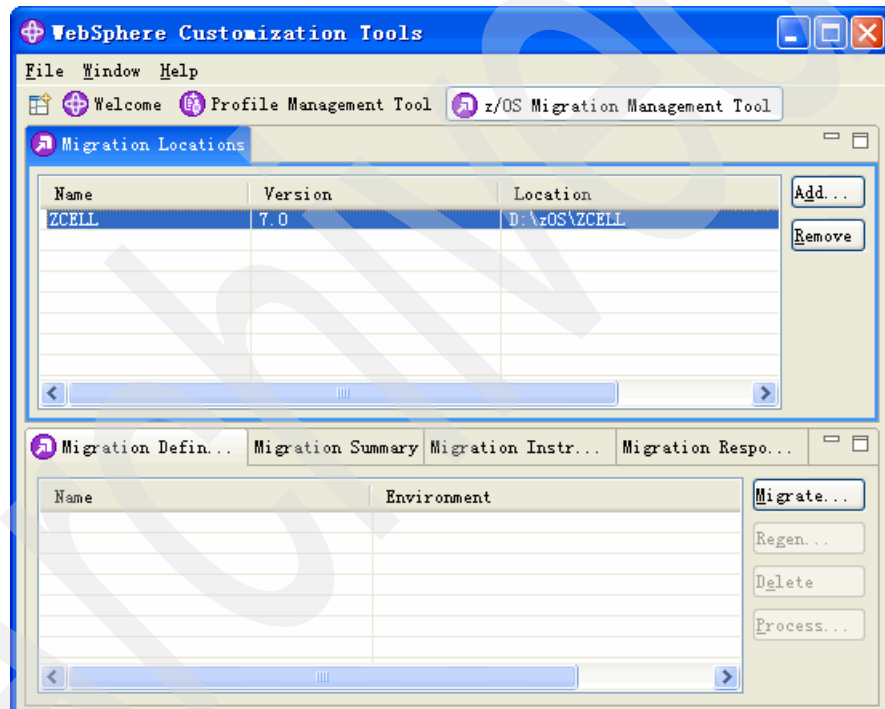 WebSphere Customization Tools
File Window Help
Welcome Profile Management Tool z/OS Migration Management Tool
Migration Locations
Name Version Location Add...
ZCELL 7.0 D:\zOS\ZCELL
Remove
Migration Defin... Migration Summary Migration Instr... Migration Respo...
Name Environment Migrate...
Regen...
Delete
Process...